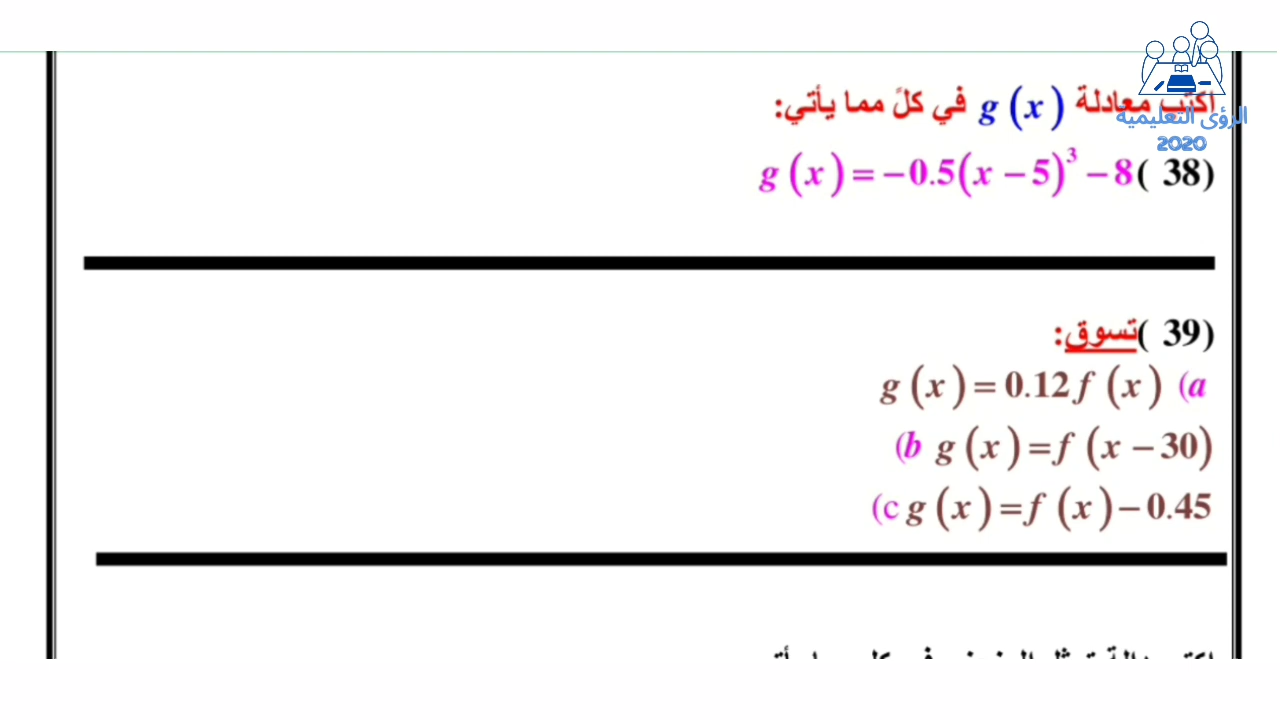 الرؤى التعليمية
2020
اكتب معادلة g(x) في كلً مما يأتي:
38) g(x) = −0.5(x − 5)³ − 8
39) تسوق:
a) g(x) = 0.12f(x)
b) g(x) = f(x − 30)
c) g(x) = f(x) − 0.45